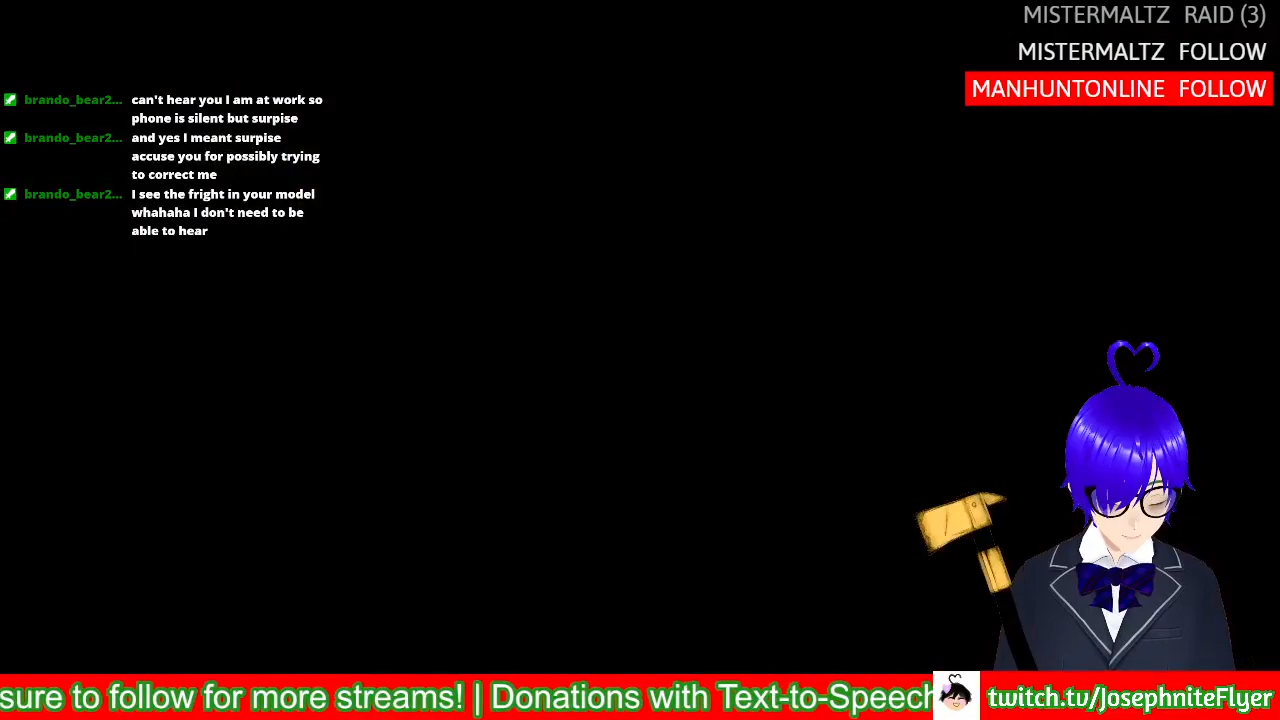 MISTERMALTZ RAID (3)
MISTERMALTZ FOLLOW
MANHUNTONLINE FOLLOW
brando_bear2... can't hear you I am at work so
phone is silent but surpise
brando_bear2... and yes I meant surpise
accuse you for possibly trying
to correct me
brando_bear2... I see the fright in your model
whahaha I don't need to be
able to hear
sure to follow for more streams! | Donations with Text-to-Speech
twitch.tv/JosephniteFlyer